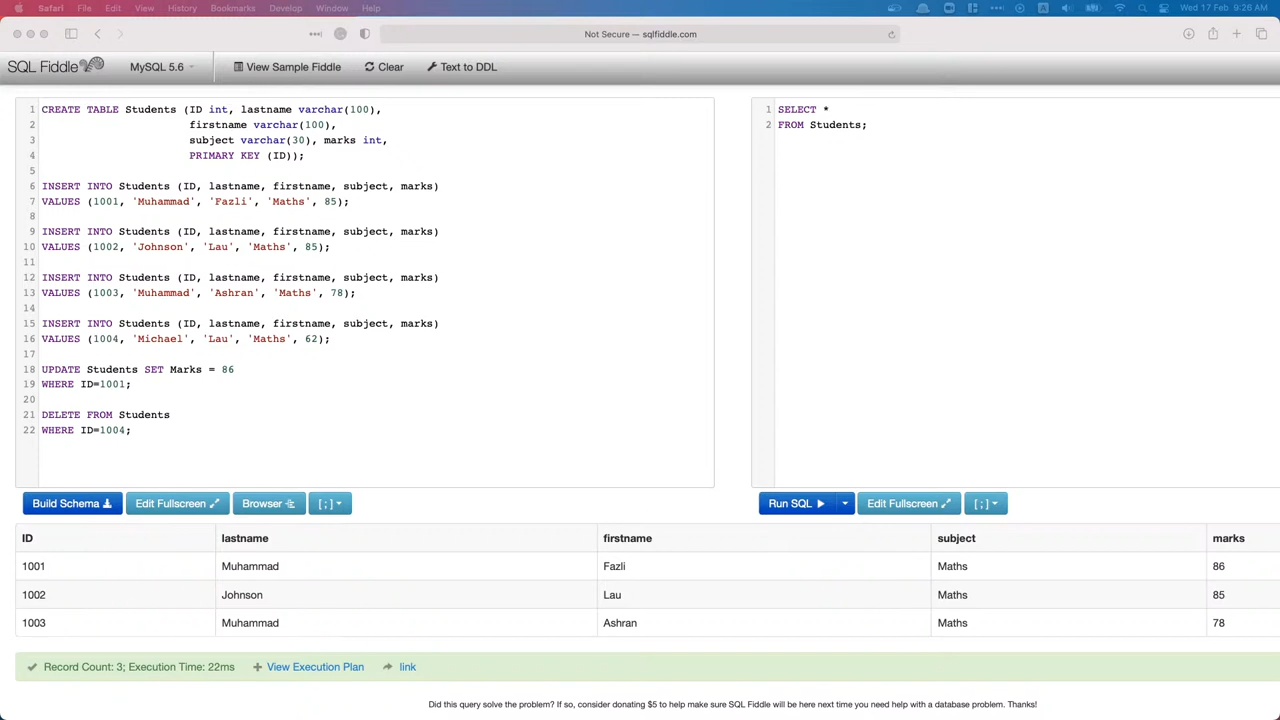 Safari File Edit View History Bookmarks Develop Window Help Wed 17 Feb 9:26 AM
Not Secure — sqlfiddle.com
SQL Fiddle MySQL 5.6 View Sample Fiddle Clear Text to DDL
1 CREATE TABLE Students (ID int, lastname varchar(100),
2 firstname varchar(100),
3 subject varchar(30), marks int,
4 PRIMARY KEY (ID));
5
6 INSERT INTO Students (ID, lastname, firstname, subject, marks)
7 VALUES (1001, 'Muhammad', 'Fazli', 'Maths', 85);
8
9 INSERT INTO Students (ID, lastname, firstname, subject, marks)
10 VALUES (1002, 'Johnson', 'Lau', 'Maths', 85);
11
12 INSERT INTO Students (ID, lastname, firstname, subject, marks)
13 VALUES (1003, 'Muhammad', 'Ashran', 'Maths', 78);
14
15 INSERT INTO Students (ID, lastname, firstname, subject, marks)
16 VALUES (1004, 'Michael', 'Lau', 'Maths', 62);
17
18 UPDATE Students SET Marks = 86
19 WHERE ID=1001;
20
21 DELETE FROM Students
22 WHERE ID=1004;
1 SELECT *
2 FROM Students;
Build Schema Edit Fullscreen Browser [ ; ]
Run SQL Edit Fullscreen [ ; ]
ID lastname firstname subject marks
1001 Muhammad Fazli Maths 86
1002 Johnson Lau Maths 85
1003 Muhammad Ashran Maths 78
Record Count: 3; Execution Time: 22ms View Execution Plan link
Did this query solve the problem? If so, consider donating $5 to help make sure SQL Fiddle will be here next time you need help with a database problem. Thanks!